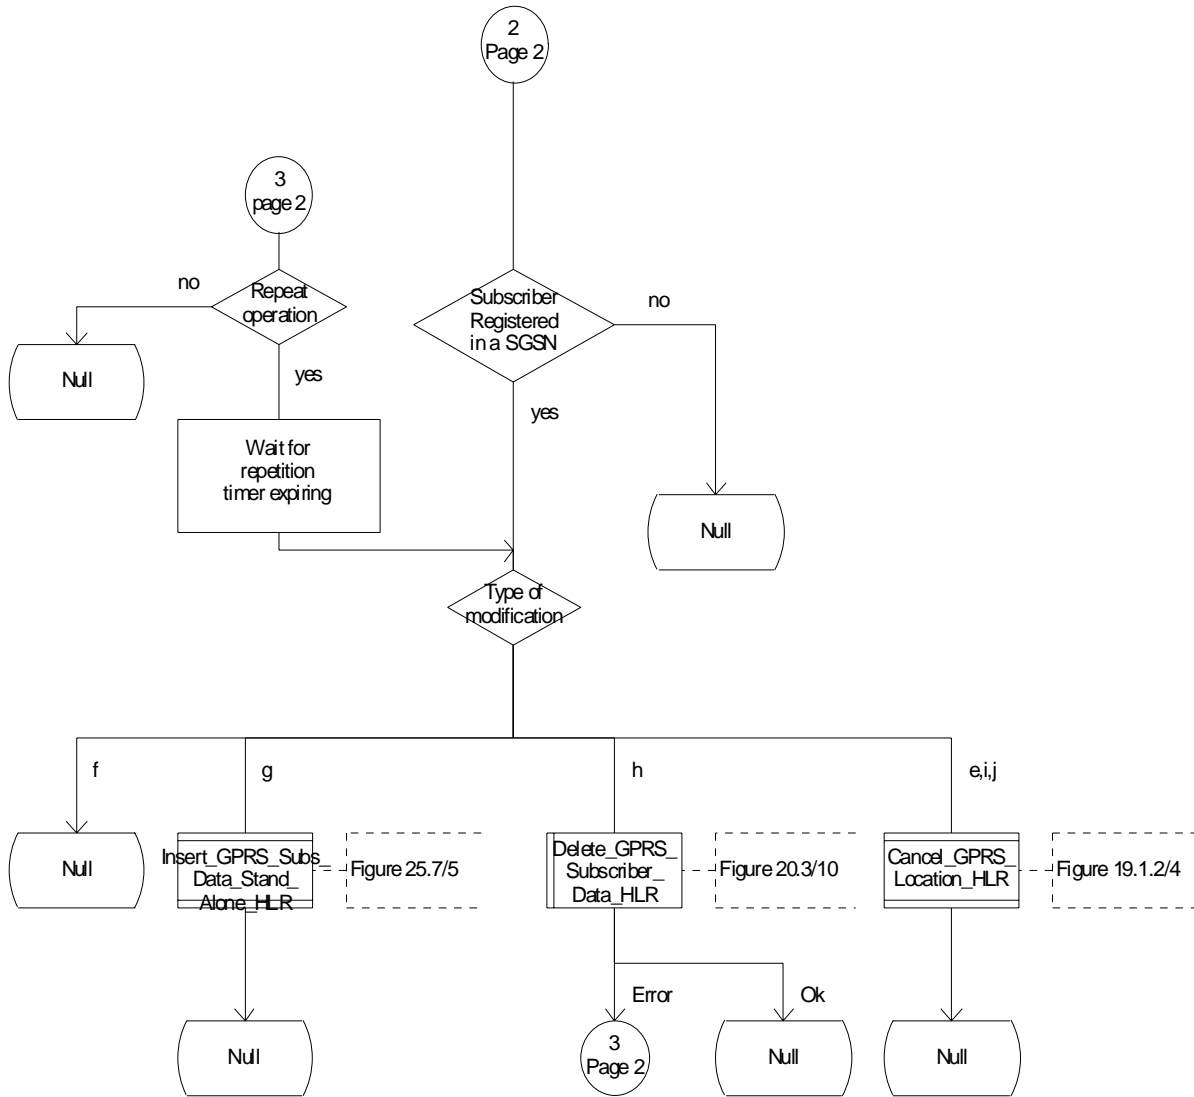 2
Page 2
3
page 2
no
Repeat
operation
Subscriber
Registered
in a SGSN
no
Null
yes
yes
Wait for
repetition
timer expiring
Null
Type of
modification
f
g
h
e,i,j
Null
Insert_GPRS_Subs_
Data_Stand_
Alone_HLR
Figure 25.7/5
Delete_GPRS_
Subscriber_
Data_HLR
Figure 20.3/10
Cancel_GPRS_
Location_HLR
Figure 19.1.2/4
Error
Ok
Null
3
Page 2
Null
Null